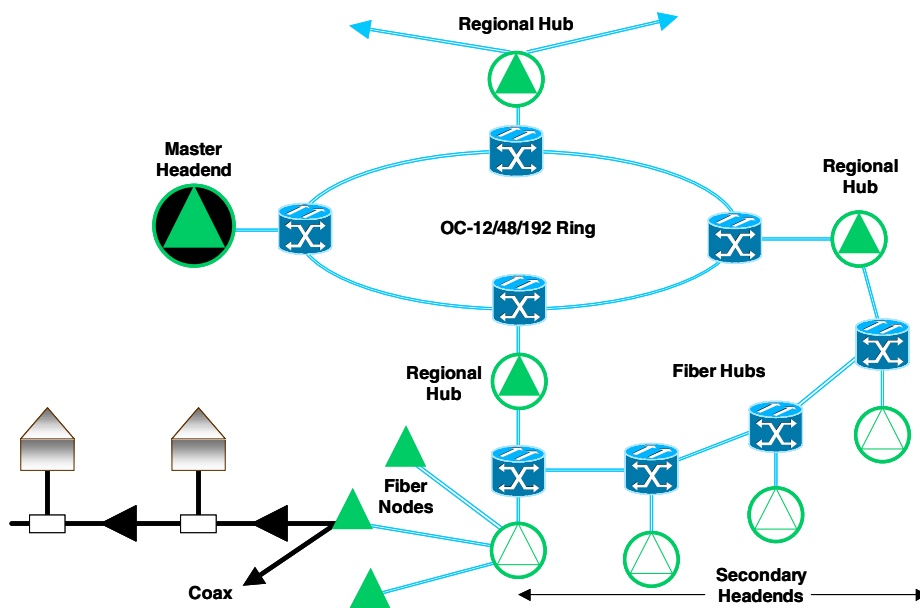 Regional Hub
Master
Headend
Regional
Hub
OC-12/48/192 Ring
Regional
Hub
Fiber Hubs
Fiber
Nodes
Coax
Secondary
Headends